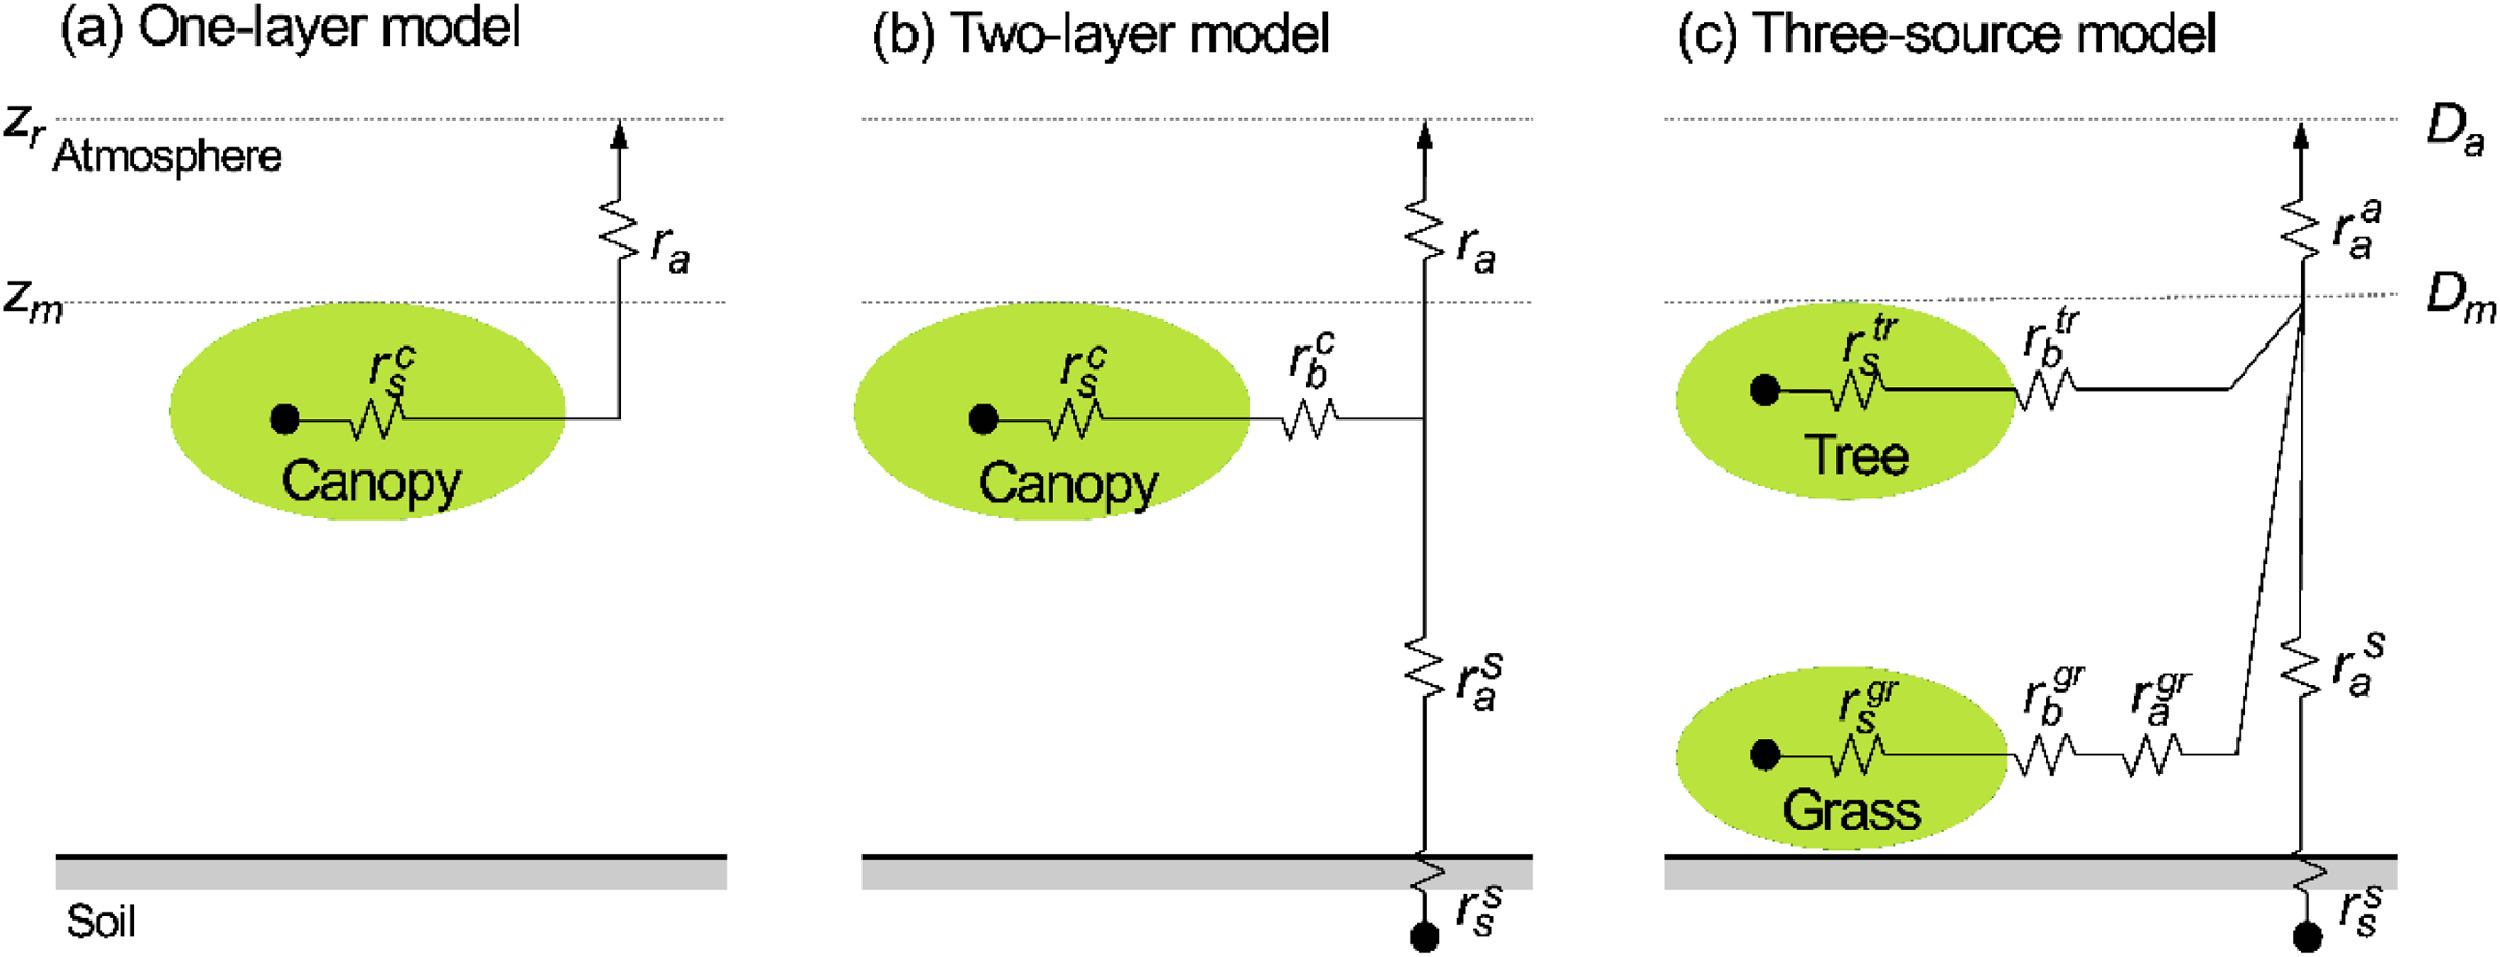 (a) One-layer model
(b) Two-layer model
(c) Three-source model
z_r
Atmosphere
D_a
r_a
r_a
r_a^a
z_m
D_m
r_s^c
r_s^c
r_b^c
r_s^tr
r_b^tr
Canopy
Canopy
Tree
r_a^s
r_s^gr
r_b^gr
r_a^gr
r_a^s
Grass
Soil
r_s^s
r_s^s